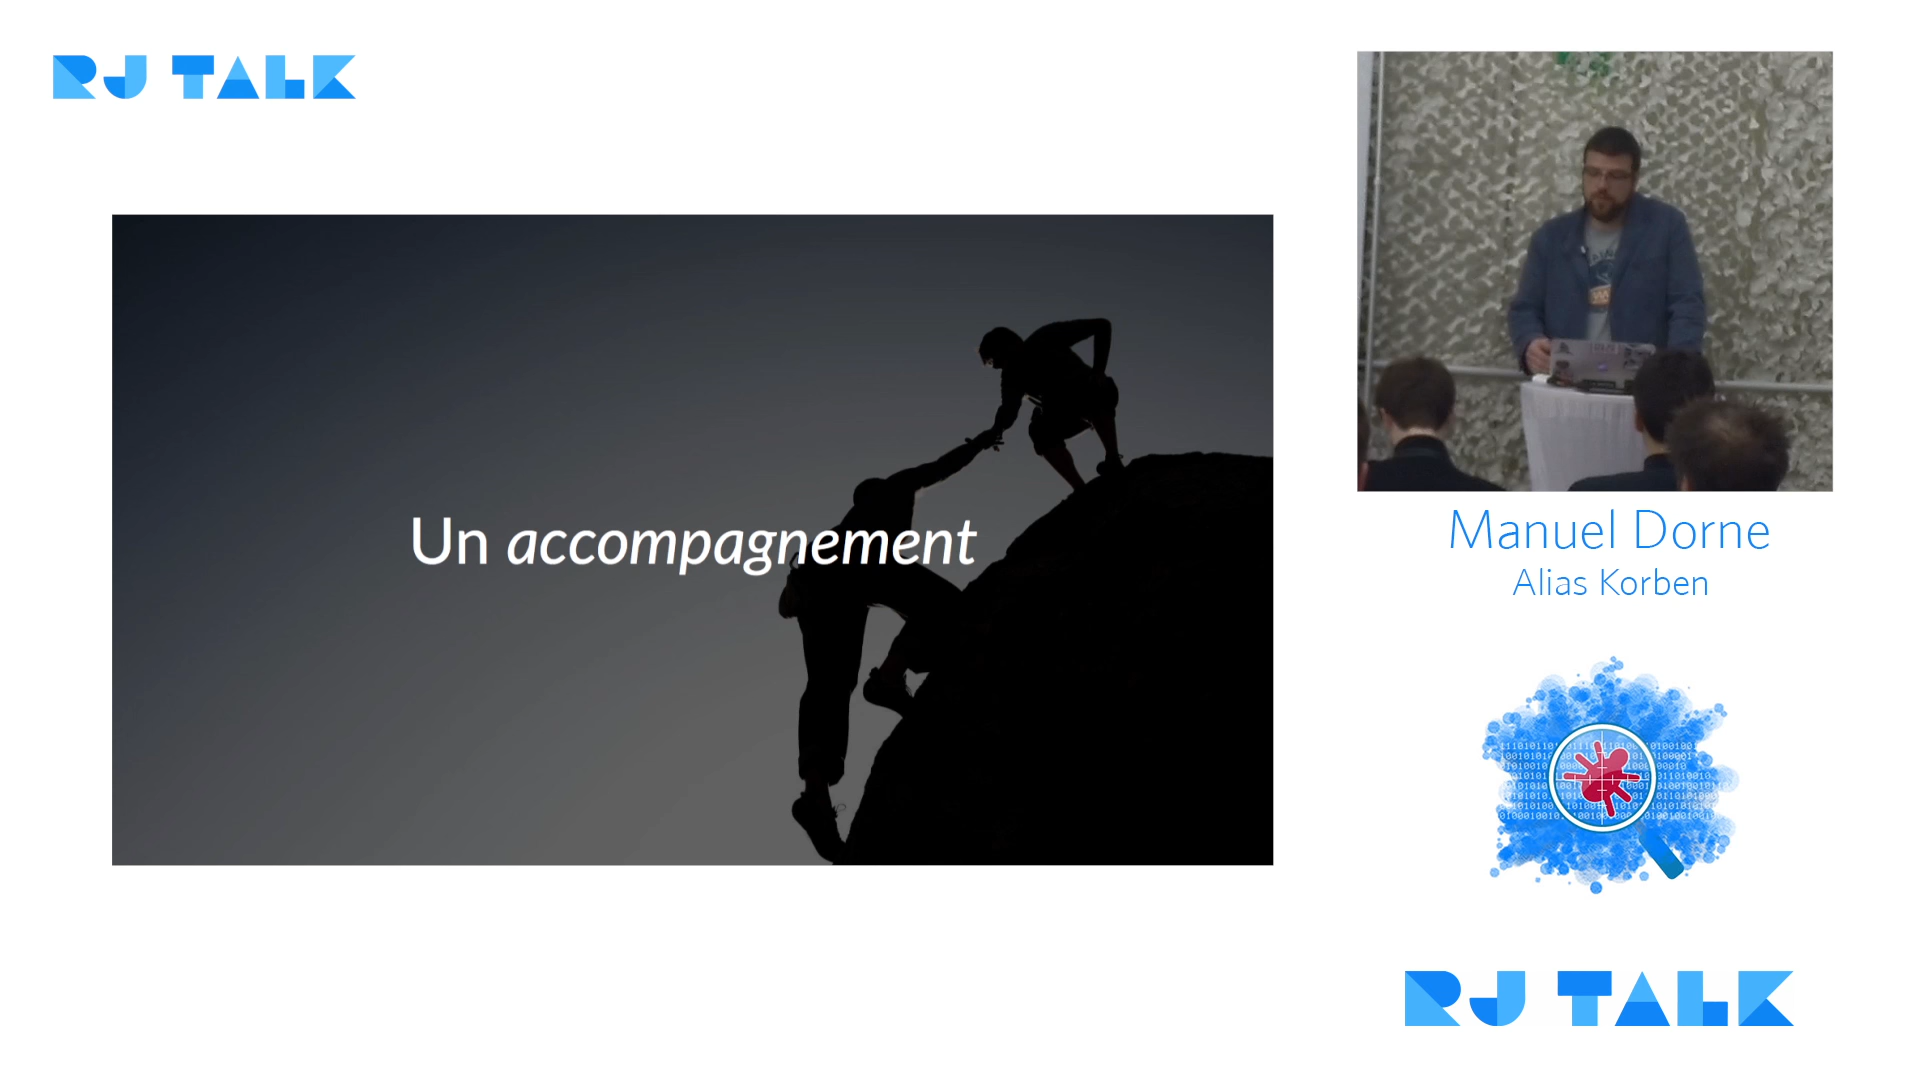 RJ TALK
Un accompagnement
Manuel Dorne
Alias Korben
RJ TALK